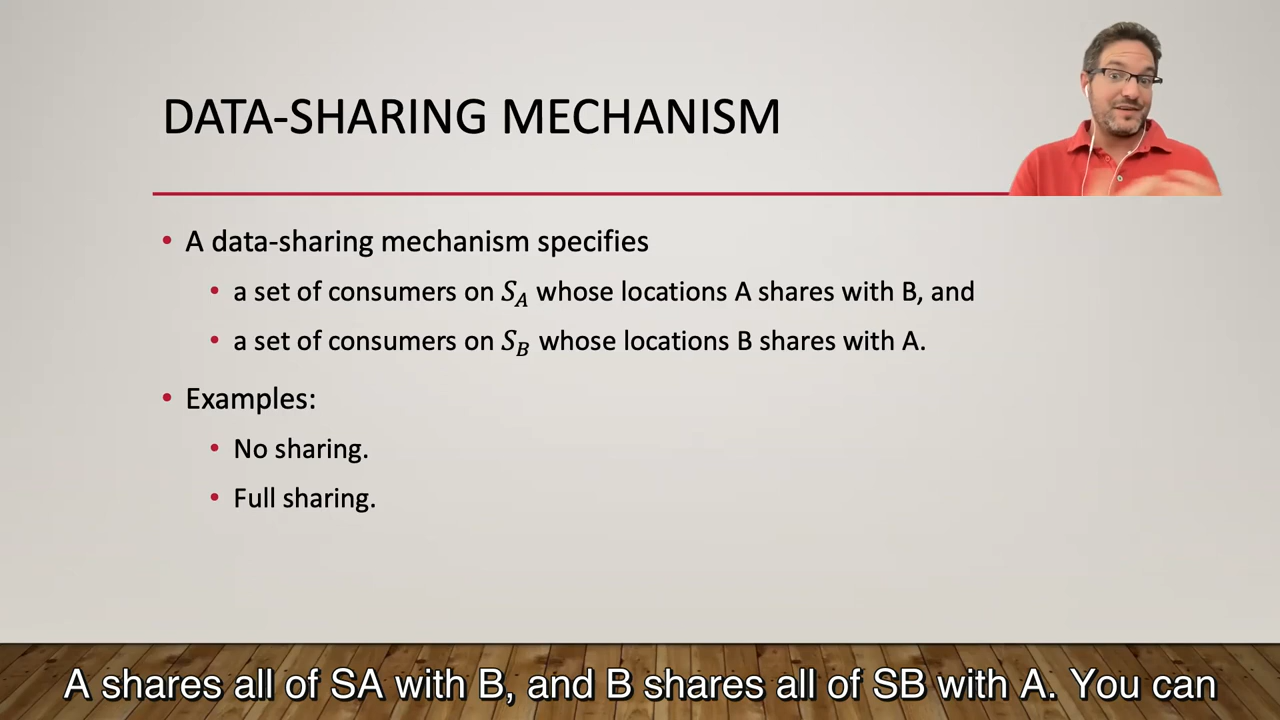 DATA-SHARING MECHANISM
• A data-sharing mechanism specifies
• a set of consumers on S_A whose locations A shares with B, and
• a set of consumers on S_B whose locations B shares with A.
• Examples:
• No sharing.
• Full sharing.
A shares all of SA with B, and B shares all of SB with A. You can